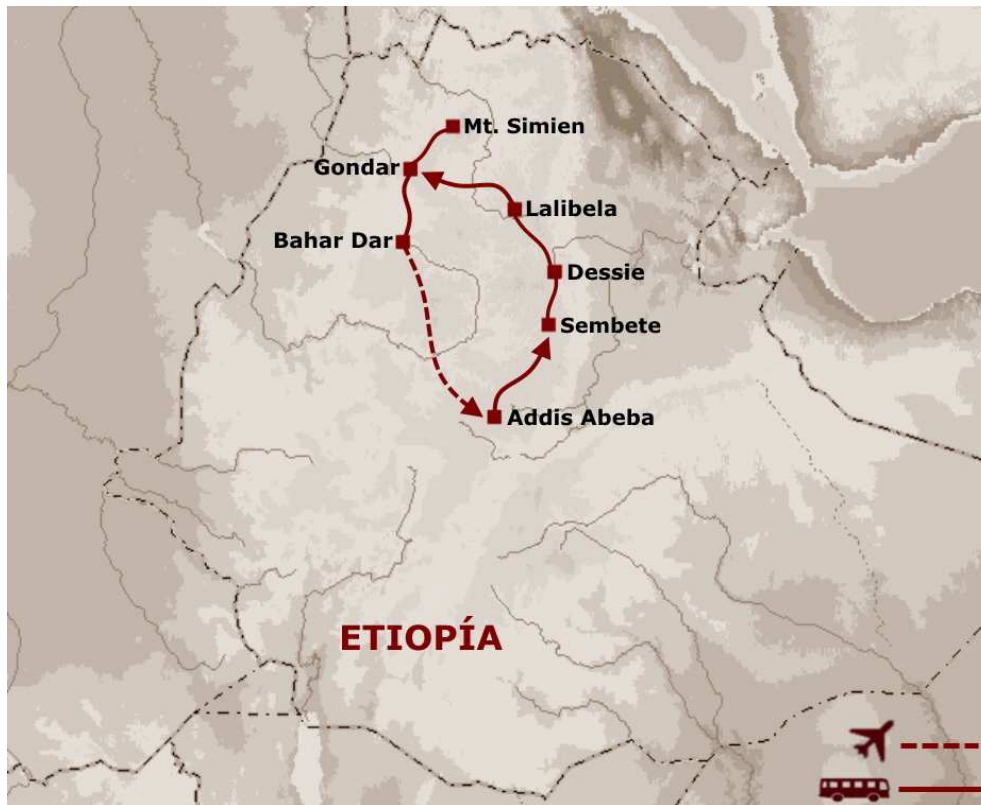 Mt. Simien
Gondar
Lalibela
Bahar Dar
Dessie
Sembete
Addis Abeba
ETIOPÍA